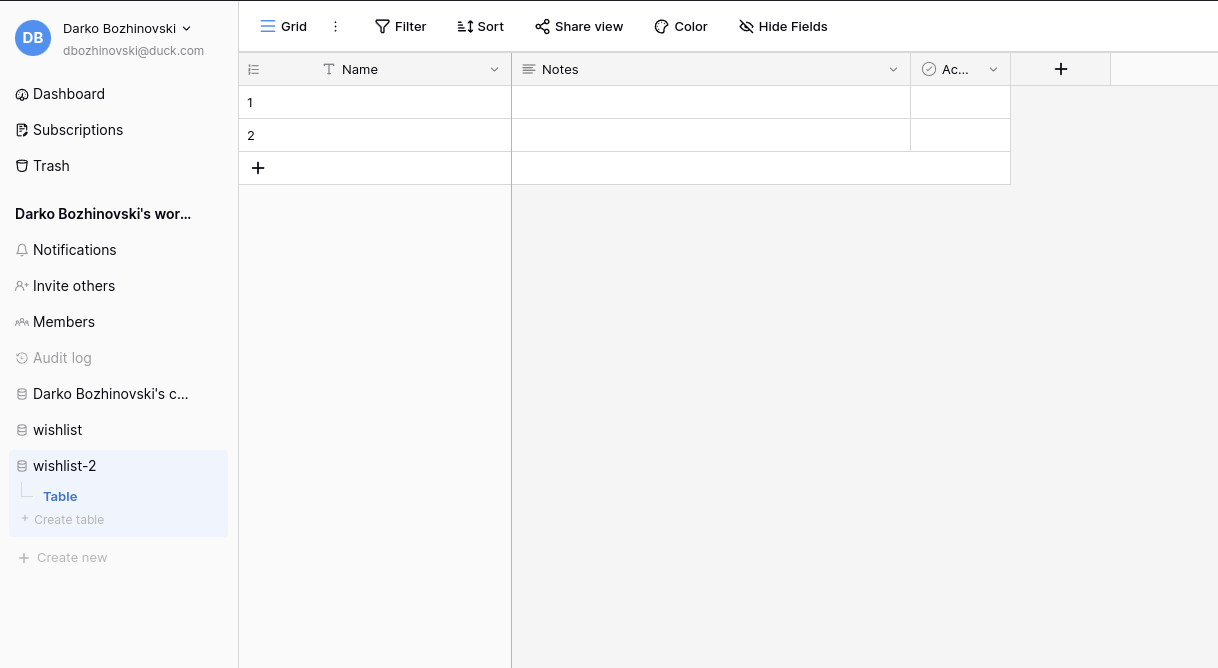 DB
Darko Bozhinovski
dbozhinovski@duck.com
Dashboard
Subscriptions
Trash
Darko Bozhinovski's wor...
Notifications
Invite others
Members
Audit log
Darko Bozhinovski's c...
wishlist
wishlist-2
Table
+ Create table
+ Create new
Grid
Filter
Sort
Share view
Color
Hide Fields
Name
Notes
Ac...
+
1
2
+